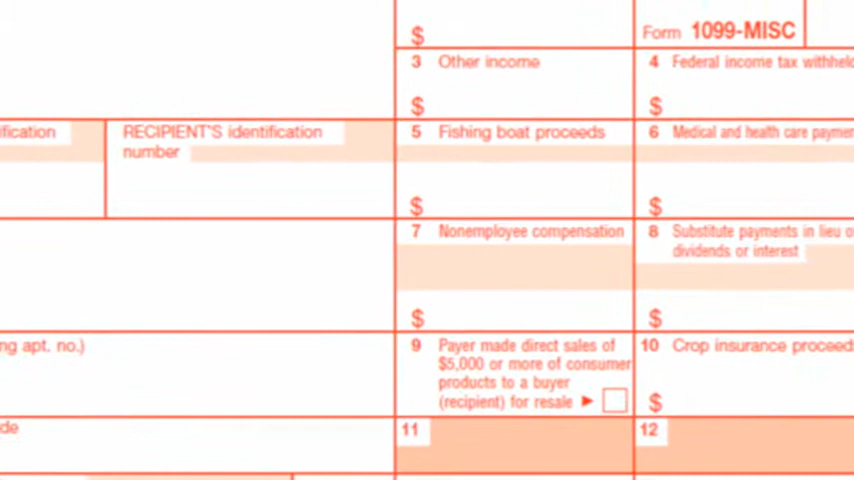 $
Form 1099-MISC
3 Other income
4 Federal income tax withheld
$
$
ification
RECIPIENT'S identification
number
5 Fishing boat proceeds
6 Medical and health care paymen
$
$
7 Nonemployee compensation
8 Substitute payments in lieu o
dividends or interest
$
$
ng apt. no.)
9 Payer made direct sales of
$5,000 or more of consumer
products to a buyer
(recipient) for resale ►
10 Crop insurance proceed
$
de
11
12